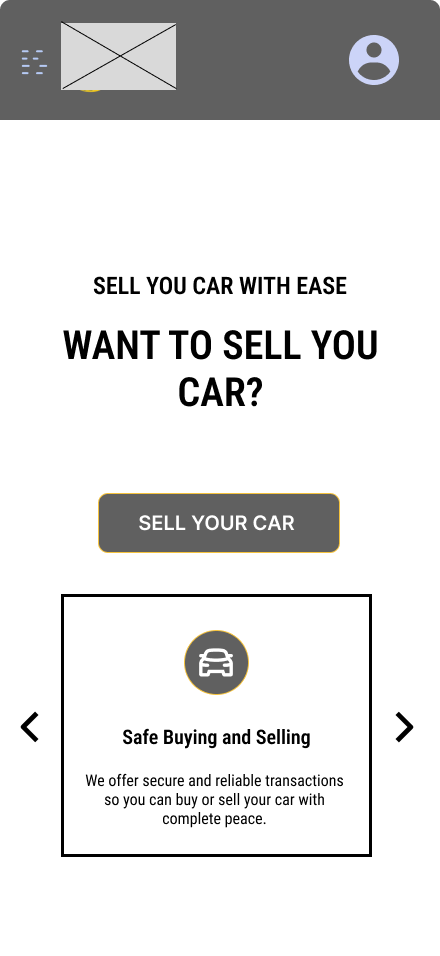 SELL YOU CAR WITH EASE
WANT TO SELL YOU
CAR?
SELL YOUR CAR
Safe Buying and Selling
We offer secure and reliable transactions
so you can buy or sell your car with
complete peace.